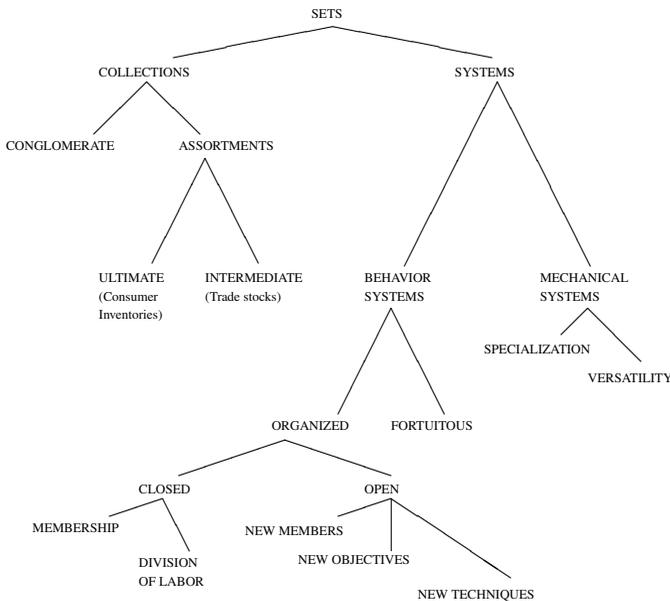 SETS
COLLECTIONS
SYSTEMS
CONGLOMERATE
ASSORTMENTS
ULTIMATE
(Consumer
Inventories)
INTERMEDIATE
(Trade stocks)
BEHAVIOR
SYSTEMS
MECHANICAL
SYSTEMS
SPECIALIZATION
VERSATILITY
ORGANIZED
FORTUITOUS
CLOSED
OPEN
MEMBERSHIP
DIVISION
OF LABOR
NEW MEMBERS
NEW OBJECTIVES
NEW TECHNIQUES